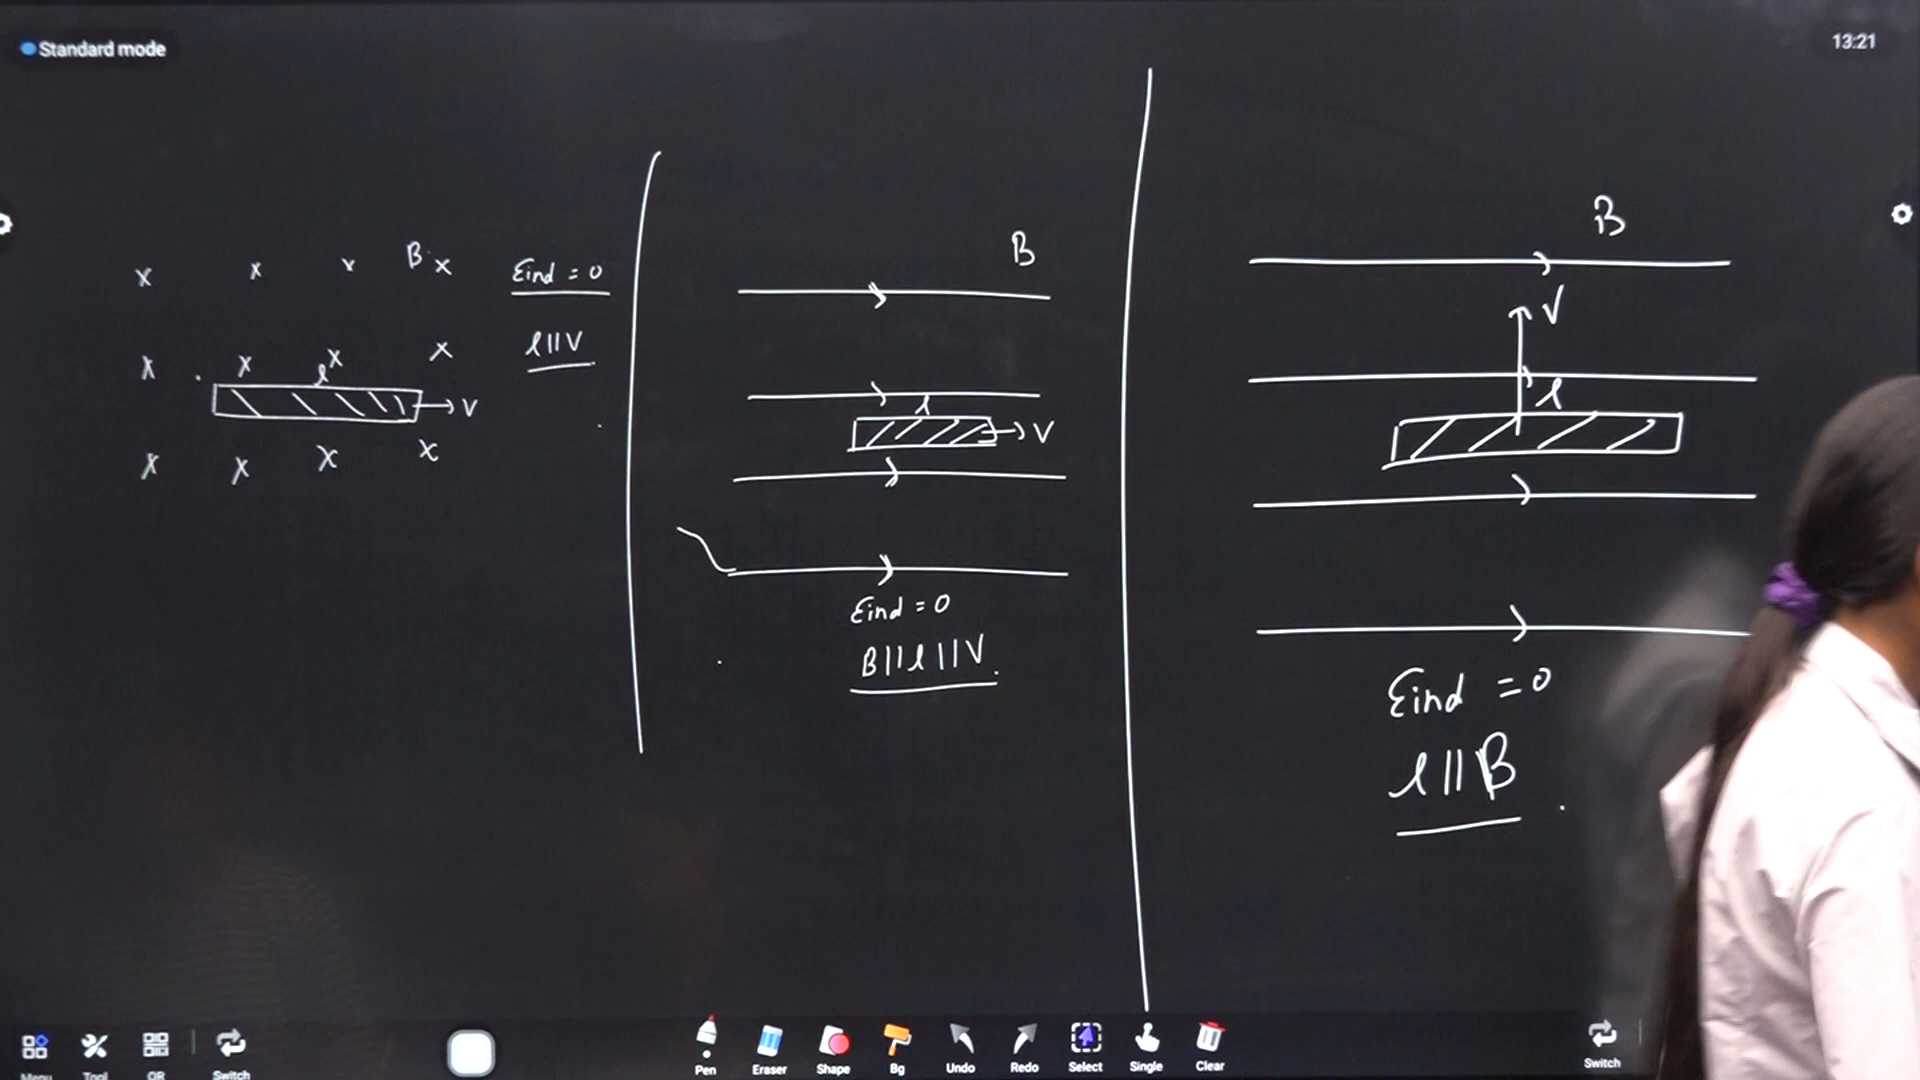 Standard mode
13:21
x x x B x
Eind = 0
x x l x x
l || V
V
x x x x
B
l
V
Eind = 0
B || l || V
B
V
l
Eind = 0
l || B
Menu
Tool
QR
Switch
Pen
Eraser
Shape
Bg
Undo
Redo
Select
Single
Clear
Switch